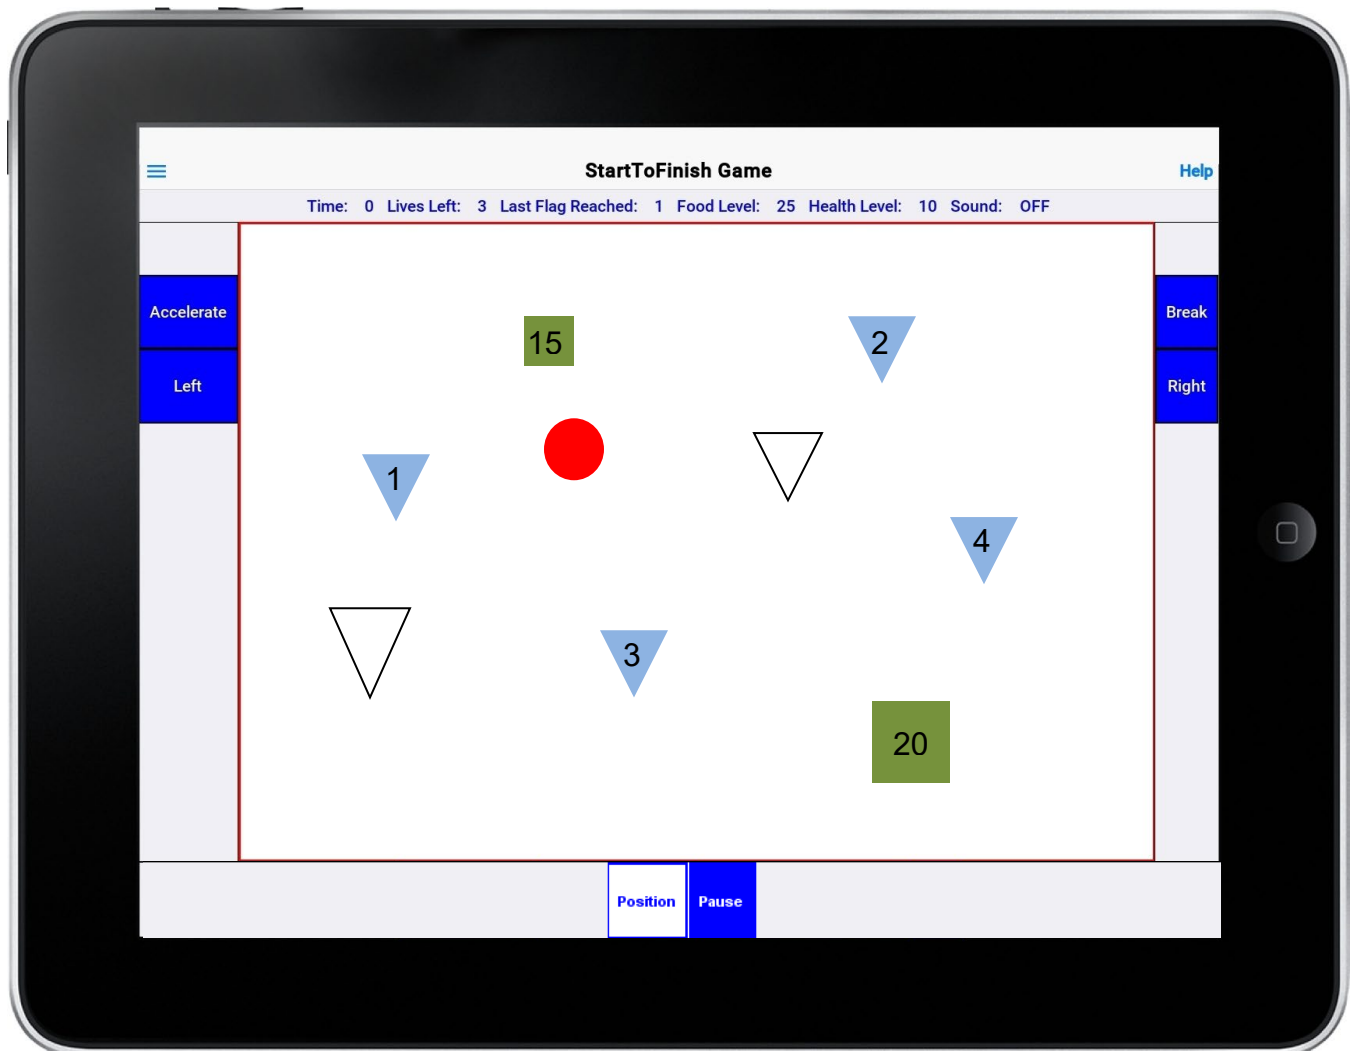 StartToFinish Game
Help
Time: 0 Lives Left: 3 Last Flag Reached: 1 Food Level: 25 Health Level: 10 Sound: OFF
Accelerate
Break
15
2
Left
Right
1
4
3
20
Position
Pause